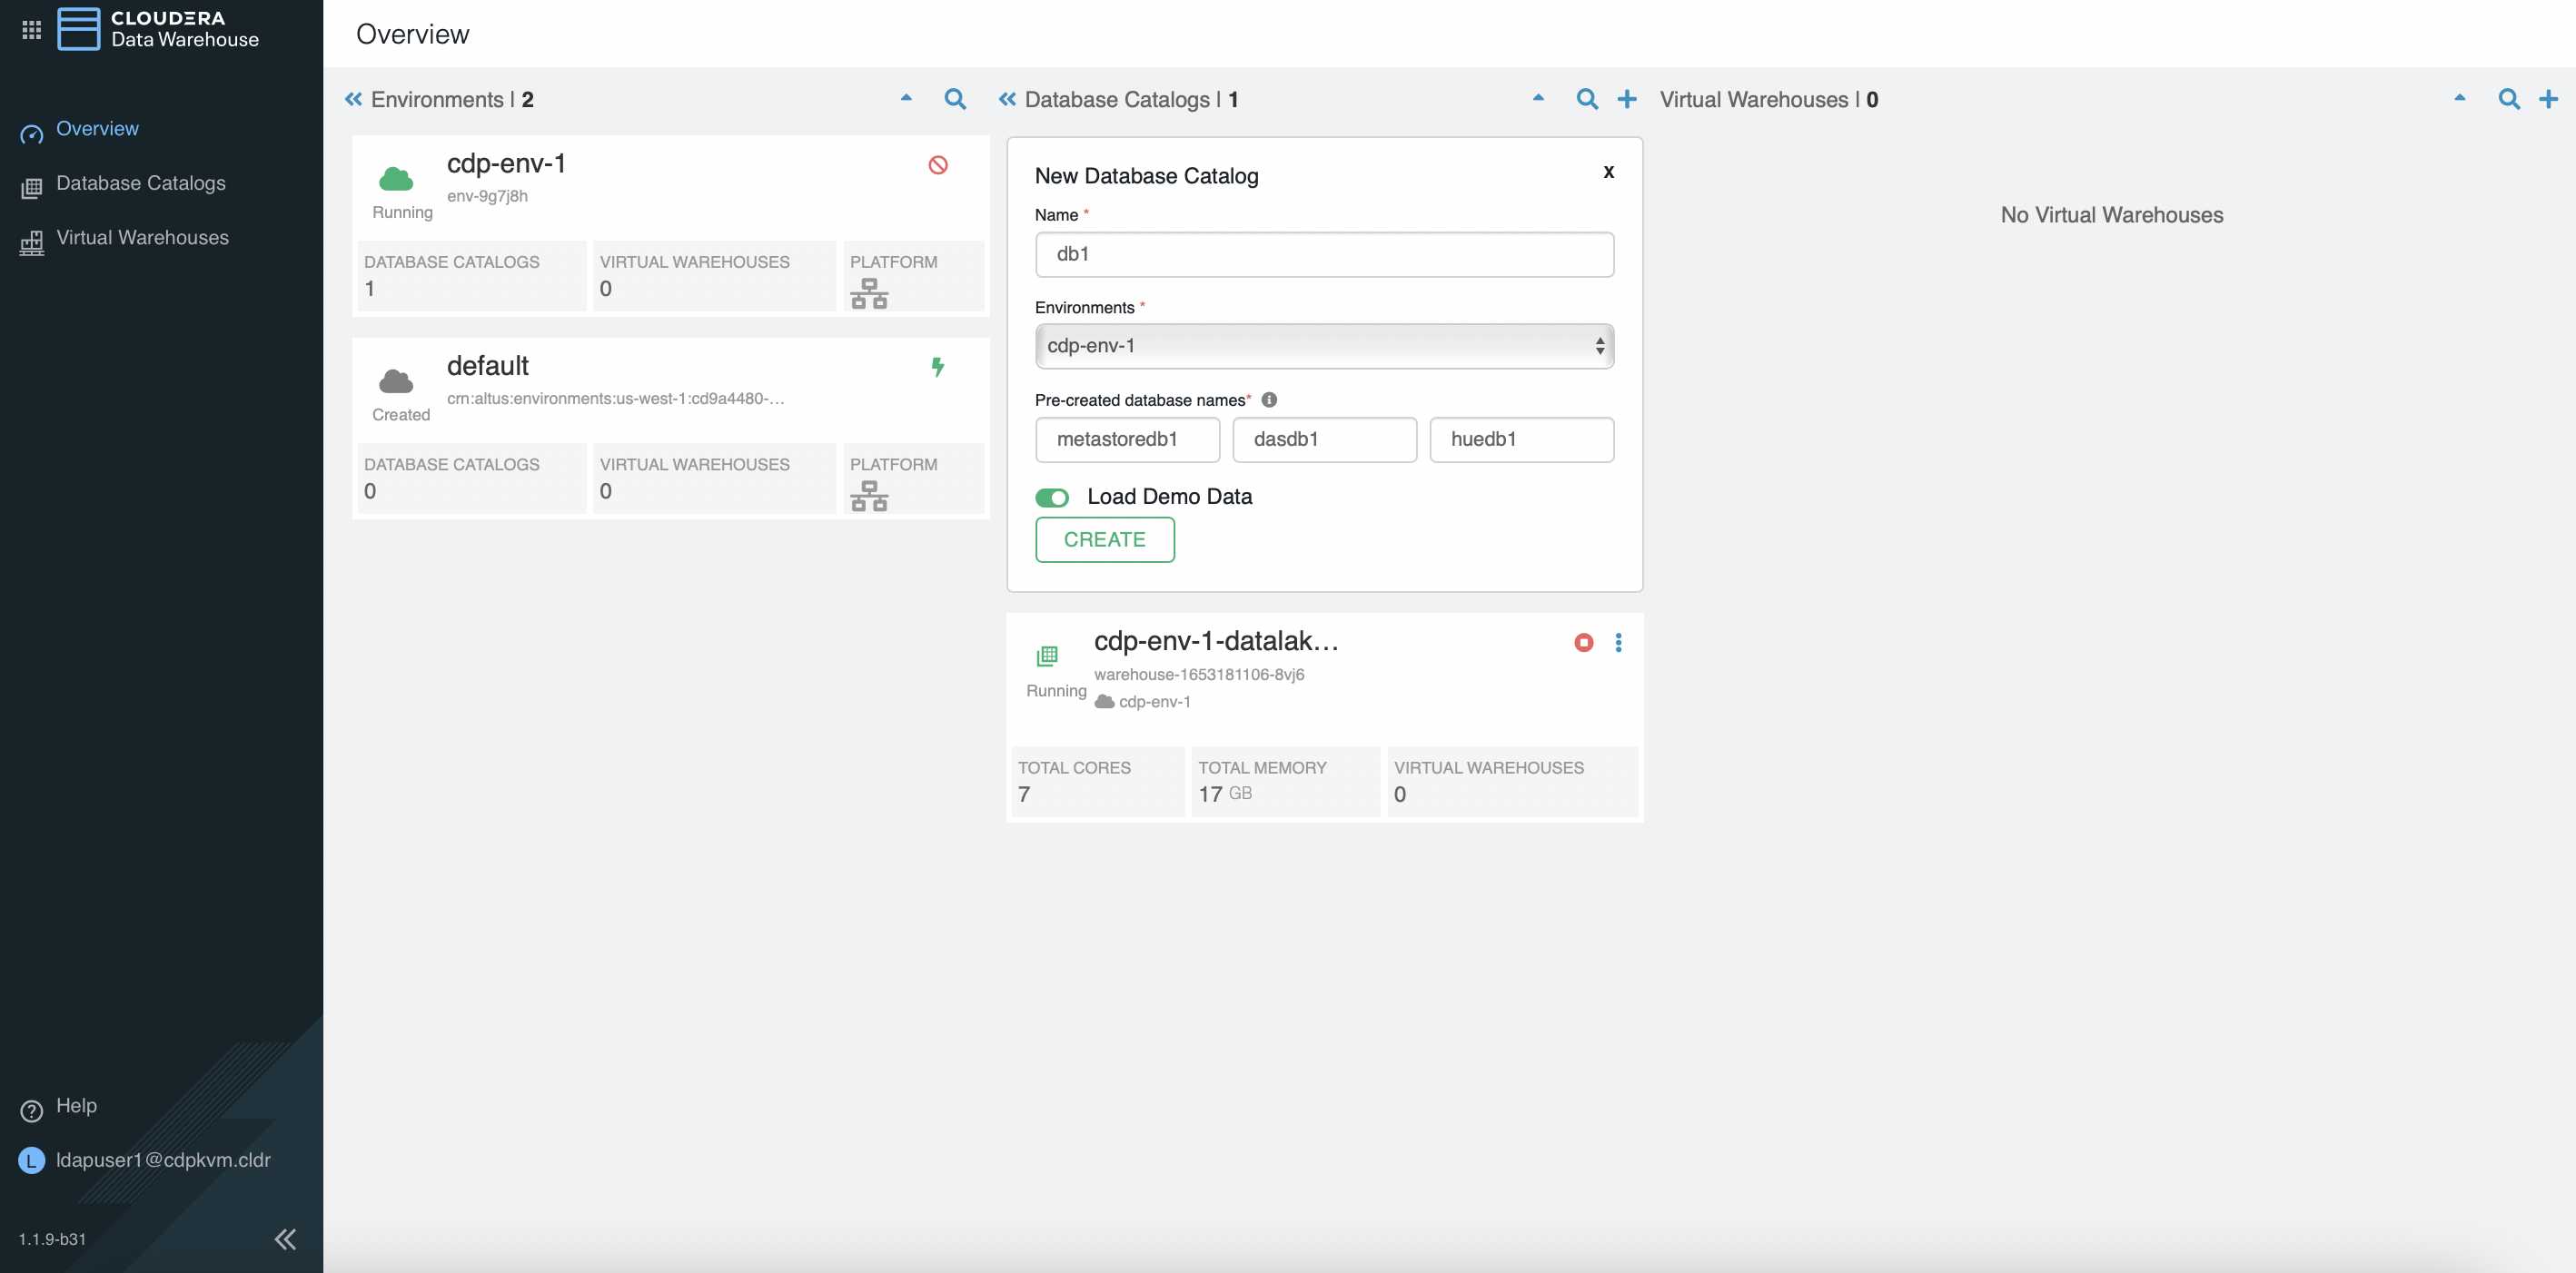 CLOUDERA
Data Warehouse
Overview
Database Catalogs
Virtual Warehouses
Help
L
ldapuser1@cdpkvm.cldr
1.1.9-b31
Overview
Environments | 2
cdp-env-1
env-9g7j8h
Running
DATABASE CATALOGS
1
VIRTUAL WAREHOUSES
0
PLATFORM
default
crn:altus:environments:us-west-1:cd9a4480-...
Created
DATABASE CATALOGS
0
VIRTUAL WAREHOUSES
0
PLATFORM
Database Catalogs | 1
New Database Catalog
x
Name *
db1
Environments *
cdp-env-1
Pre-created database names*
metastoredb1
dasdb1
huedb1
Load Demo Data
CREATE
cdp-env-1-datalak...
warehouse-1653181106-8vj6
Running
cdp-env-1
TOTAL CORES
7
TOTAL MEMORY
17 GB
VIRTUAL WAREHOUSES
0
Virtual Warehouses | 0
No Virtual Warehouses